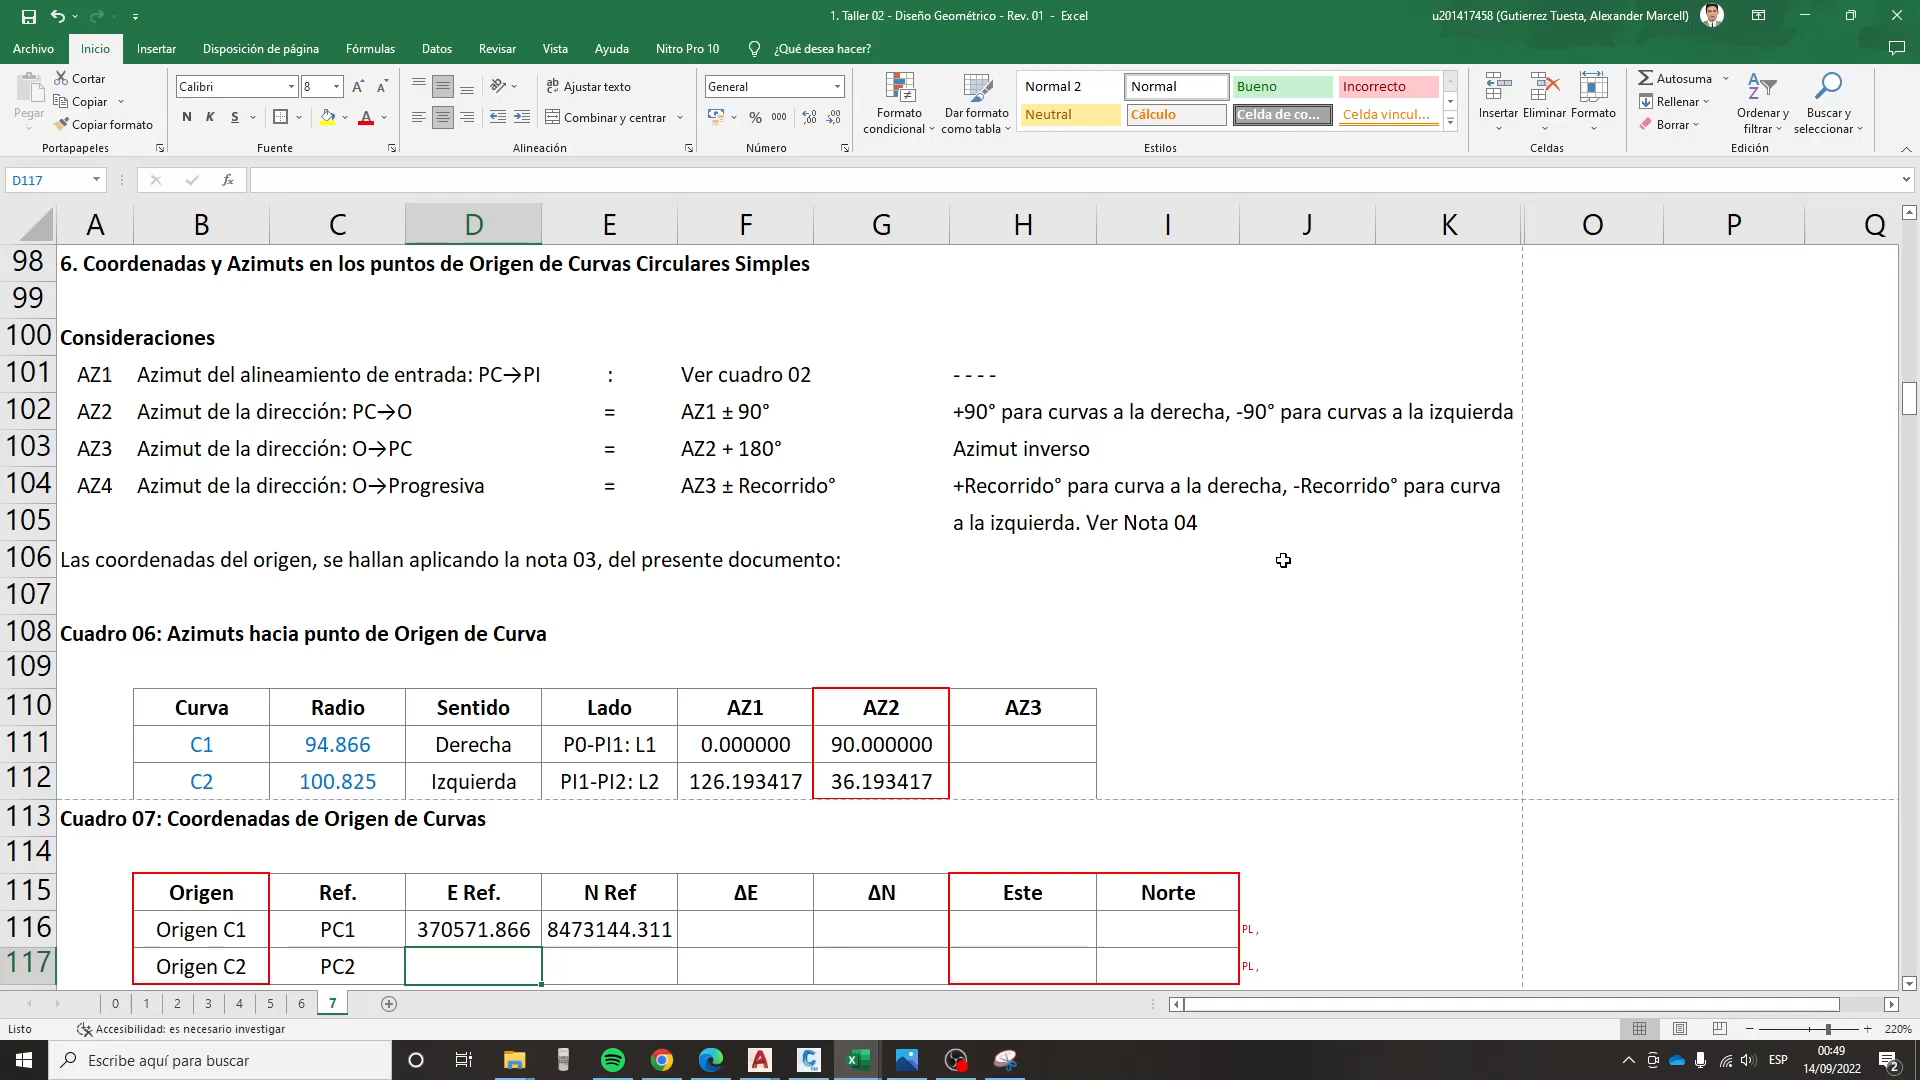 1. Taller 02 - Diseño Geométrico - Rev. 01 - Excel
u201417458 (Gutierrez Tuesta, Alexander Marcell)
Archivo Inicio Insertar Disposición de página Fórmulas Datos Revisar Vista Ayuda Nitro Pro 10 ¿Qué desea hacer?
Pegar
Cortar
Copiar
Copiar formato
Portapapeles
Calibri 8
N K S
Fuente
Ajustar texto
Combinar y centrar
Alineación
General
% 000
Número
Formato condicional
Dar formato como tabla
Normal 2 Normal Bueno Incorrecto
Neutral Cálculo Celda de co... Celda vincul...
Estilos
Insertar Eliminar Formato
Celdas
Autosuma
Rellenar
Borrar
Ordenar y filtrar
Buscar y seleccionar
Edición
D117 fx
A B C D E F G H I J K O P Q
98 6. Coordenadas y Azimuts en los puntos de Origen de Curvas Circulares Simples
99
100 Consideraciones
101 AZ1 Azimut del alineamiento de entrada: PC→PI : Ver cuadro 02 - - - -
102 AZ2 Azimut de la dirección: PC→O = AZ1 ± 90° +90° para curvas a la derecha, -90° para curvas a la izquierda
103 AZ3 Azimut de la dirección: O→PC = AZ2 + 180° Azimut inverso
104 AZ4 Azimut de la dirección: O→Progresiva = AZ3 ± Recorrido° +Recorrido° para curva a la derecha, -Recorrido° para curva
105 a la izquierda. Ver Nota 04
106 Las coordenadas del origen, se hallan aplicando la nota 03, del presente documento:
107
108 Cuadro 06: Azimuts hacia punto de Origen de Curva
109
110 Curva Radio Sentido Lado AZ1 AZ2 AZ3
111 C1 94.866 Derecha P0-PI1: L1 0.000000 90.000000
112 C2 100.825 Izquierda PI1-PI2: L2 126.193417 36.193417
113 Cuadro 07: Coordenadas de Origen de Curvas
114
115 Origen Ref. E Ref. N Ref ΔE ΔN Este Norte
116 Origen C1 PC1 370571.866 8473144.311 PL,
117 Origen C2 PC2 PL,
0 1 2 3 4 5 6 7
Listo Accesibilidad: es necesario investigar 220%
Escribe aquí para buscar
ESP
00:49
14/09/2022
2